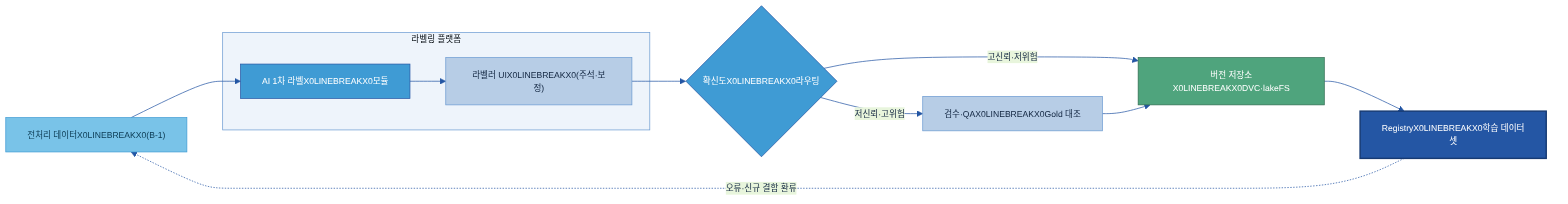 라벨링 플랫폼
전처리 데이터X0LINEBREAKX0(B-1)
AI 1차 라벨X0LINEBREAKX0모듈
라벨러 UIX0LINEBREAKX0(주석·보
정)
확신도X0LINEBREAKX0라우팅
고신뢰·저위험
저신뢰·고위험
검수·QAX0LINEBREAKX0Gold 대조
버전 저장소
X0LINEBREAKX0DVC·lakeFS
RegistryX0LINEBREAKX0학습 데이터
셋
오류·신규 결함 환류